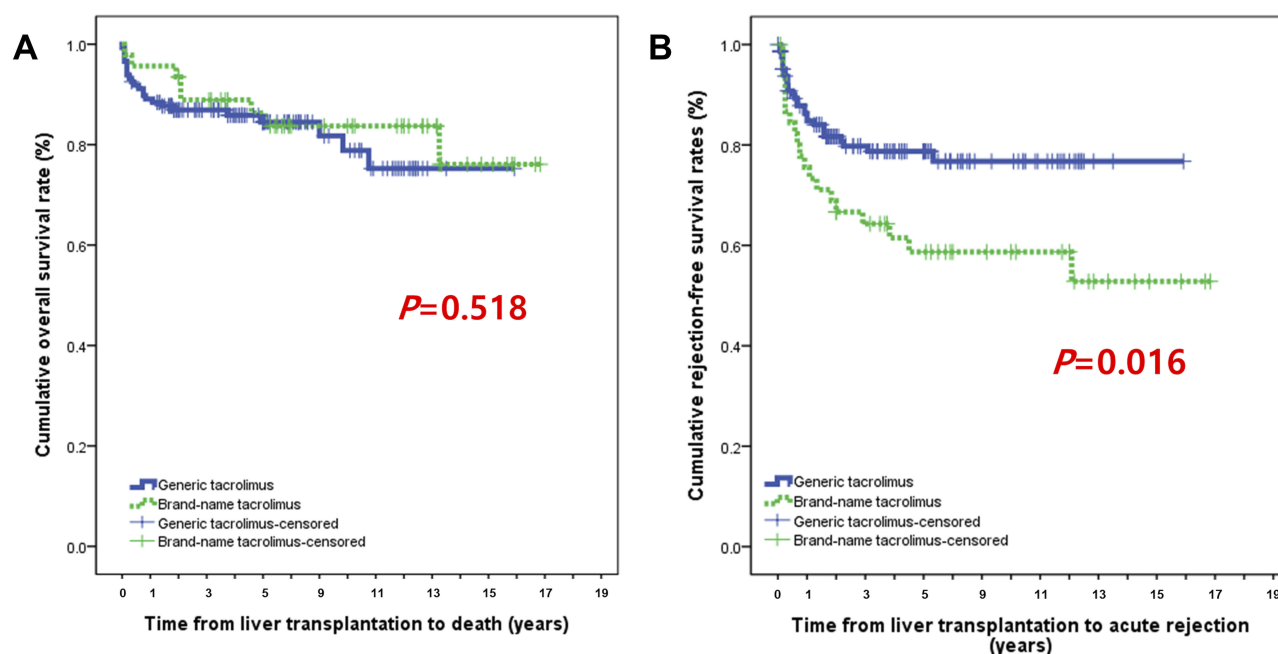 A
Cumulative overall survival rate (%)
1.0
0.8
0.6
0.4
0.2
0.0
P=0.518
Generic tacrolimus
Brand-name tacrolimus
Generic tacrolimus-censored
Brand-name tacrolimus-censored
0 1 3 5 9 11 13 15 17 19
Time from liver transplantation to death (years)
B
Cumulative rejection-free survival rates (%)
1.0
0.8
0.6
0.4
0.2
0.0
P=0.016
Generic tacrolimus
Brand-name tacrolimus
Generic tacrolimus-censored
Brand-name tacrolimus-censored
0 1 3 5 9 11 13 15 17 19
Time from liver transplantation to acute rejection
(years)